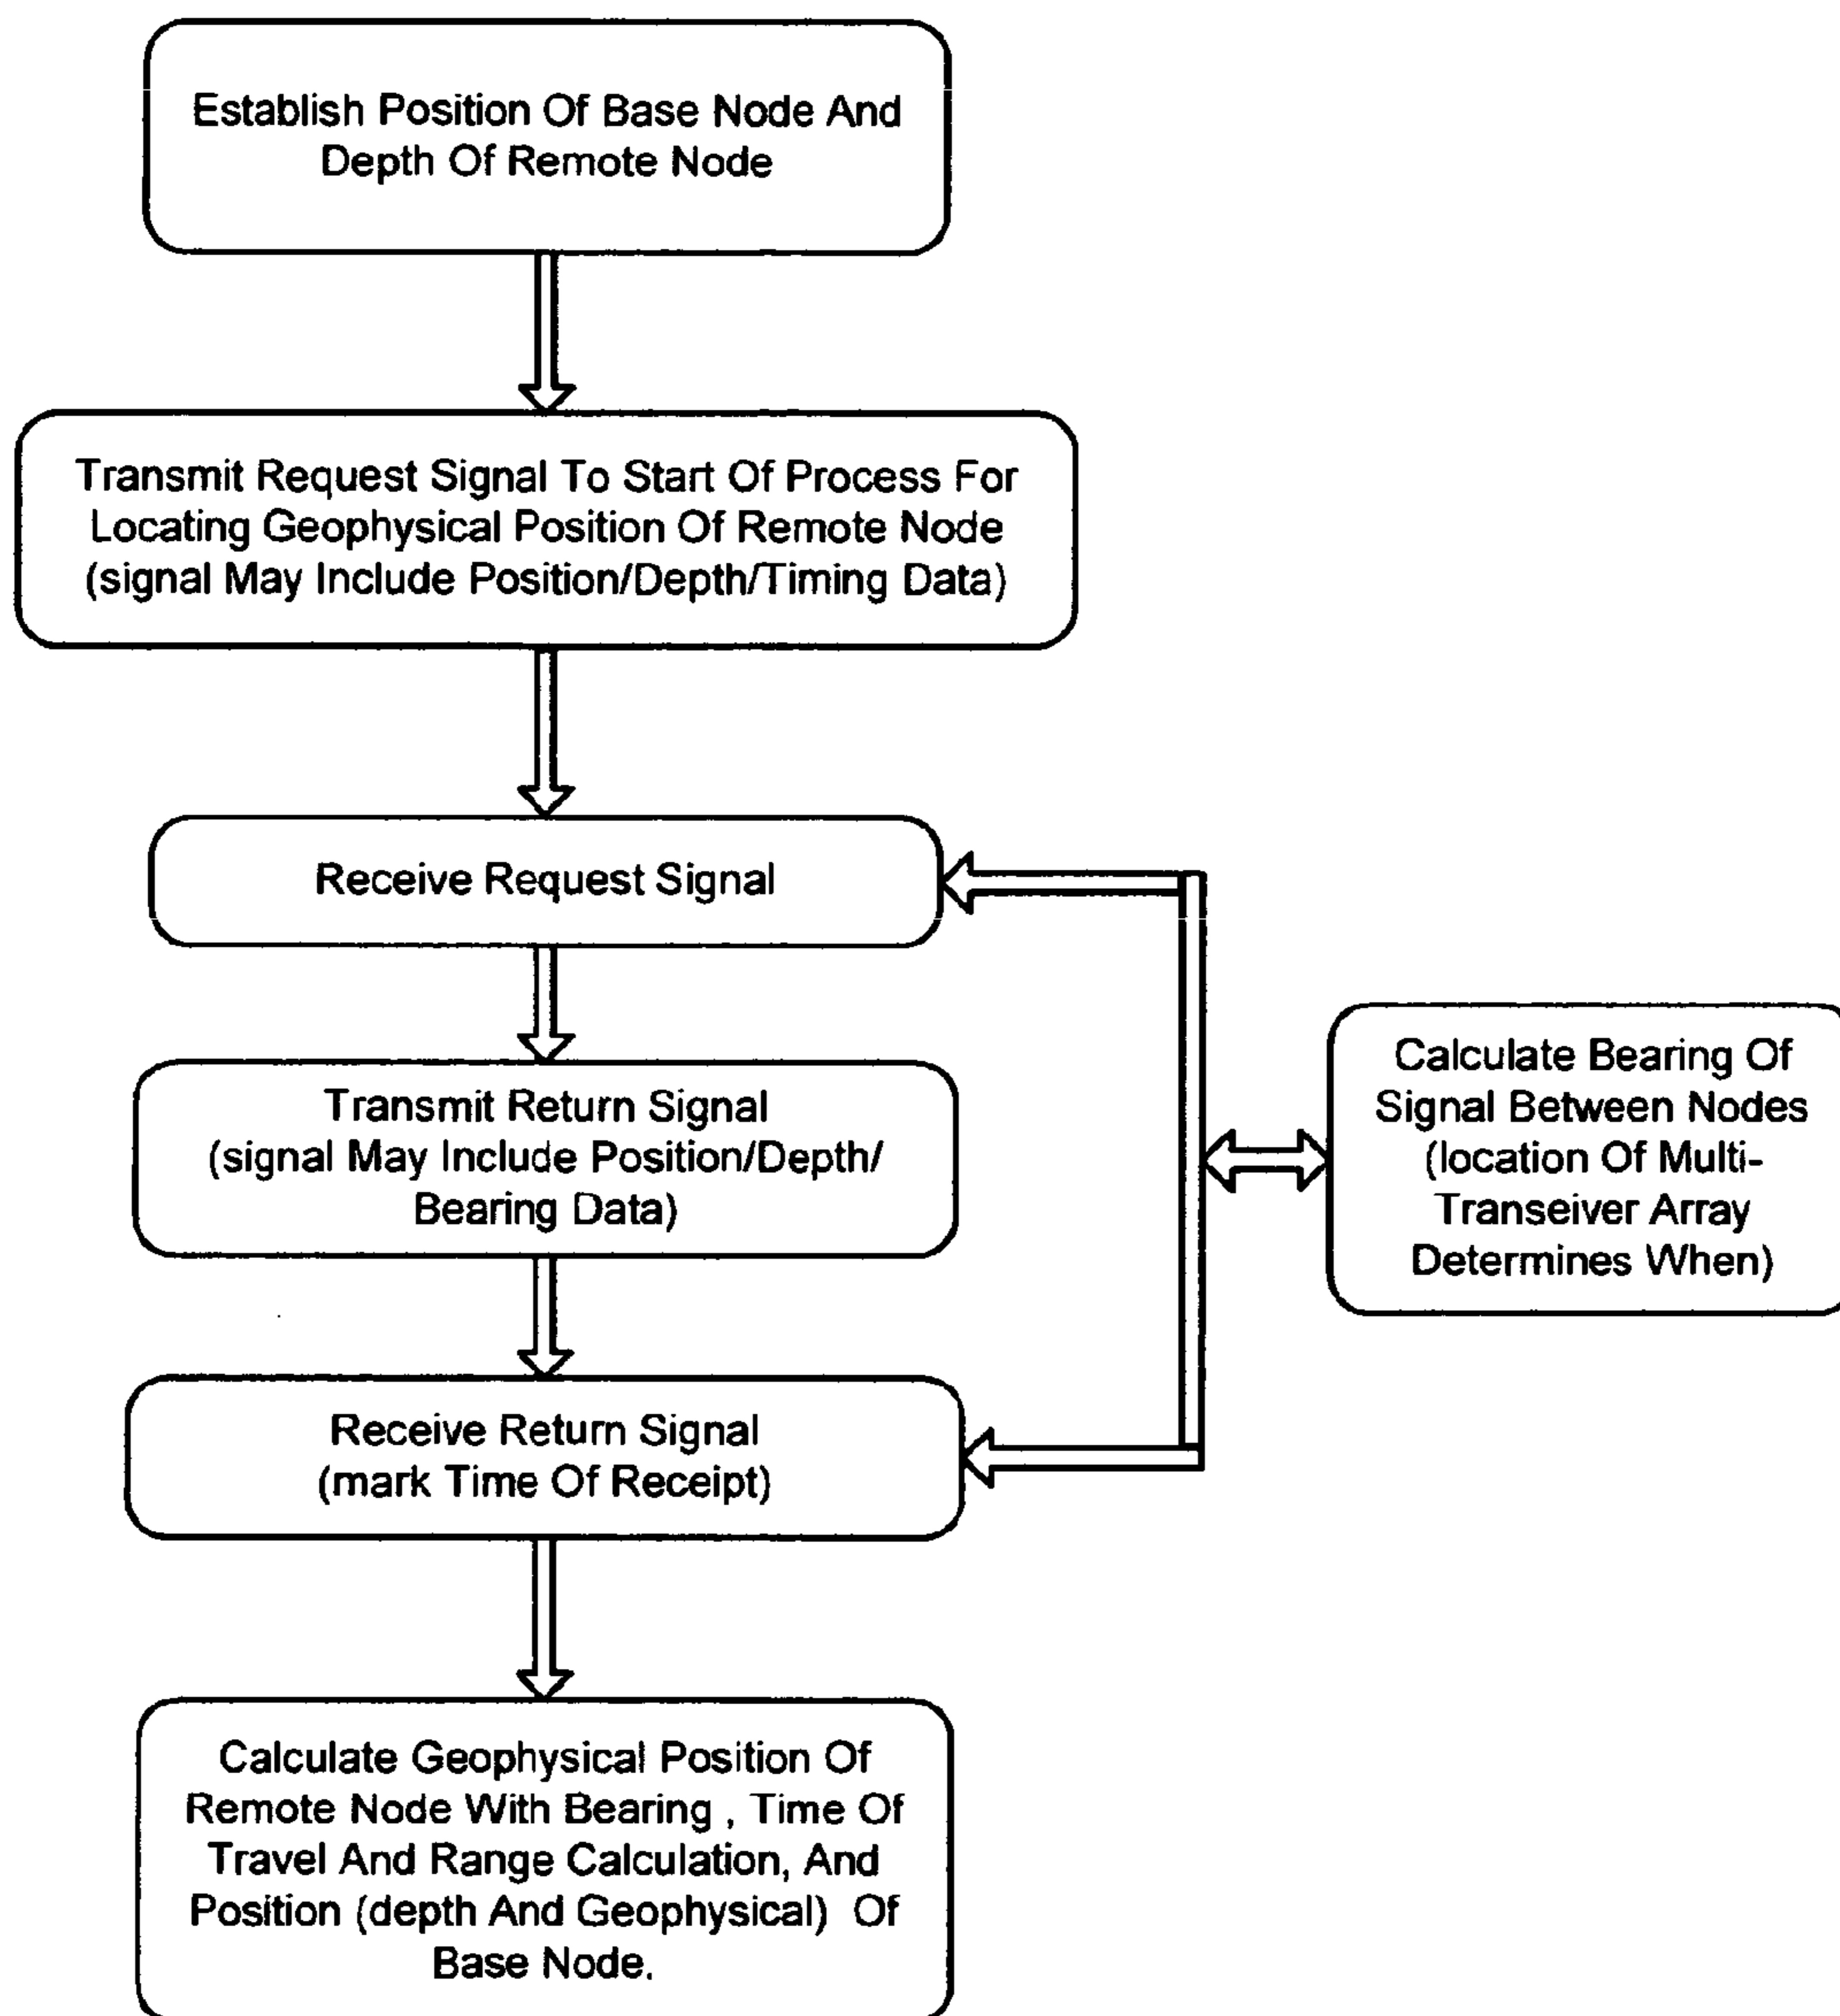 Establish Position Of Base Node And
Depth Of Remote Node
Transmit Request Signal To Start Of Process For
Locating Geophysical Position Of Remote Node
(signal May Include Position/Depth/Timing Data)
Receive Request Signal
Transmit Return Signal
(signal May Include Position/Depth/
Bearing Data)
Calculate Bearing Of
Signal Between Nodes
(location Of Multi-
Transeiver Array
Determines When)
Receive Return Signal
(mark Time Of Receipt)
Calculate Geophysical Position Of
Remote Node With Bearing , Time Of
Travel And Range Calculation, And
Position (depth And Geophysical) Of
Base Node.